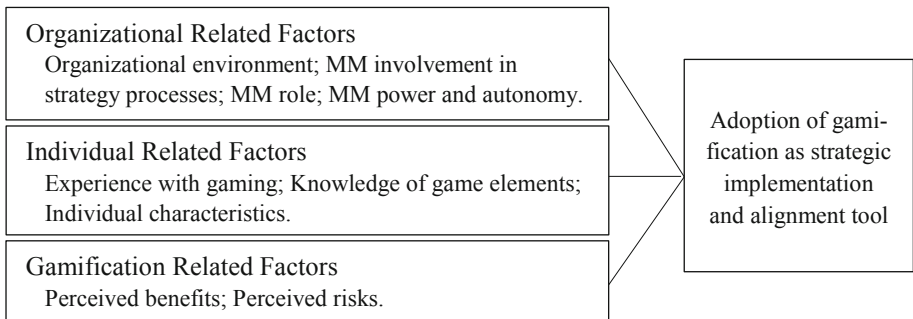 Organizational Related Factors
Organizational environment; MM involvement in
strategy processes; MM role; MM power and autonomy.
Individual Related Factors
Experience with gaming; Knowledge of game elements;
Individual characteristics.
Gamification Related Factors
Perceived benefits; Perceived risks.
Adoption of gami-
fication as strategic
implementation
and alignment tool